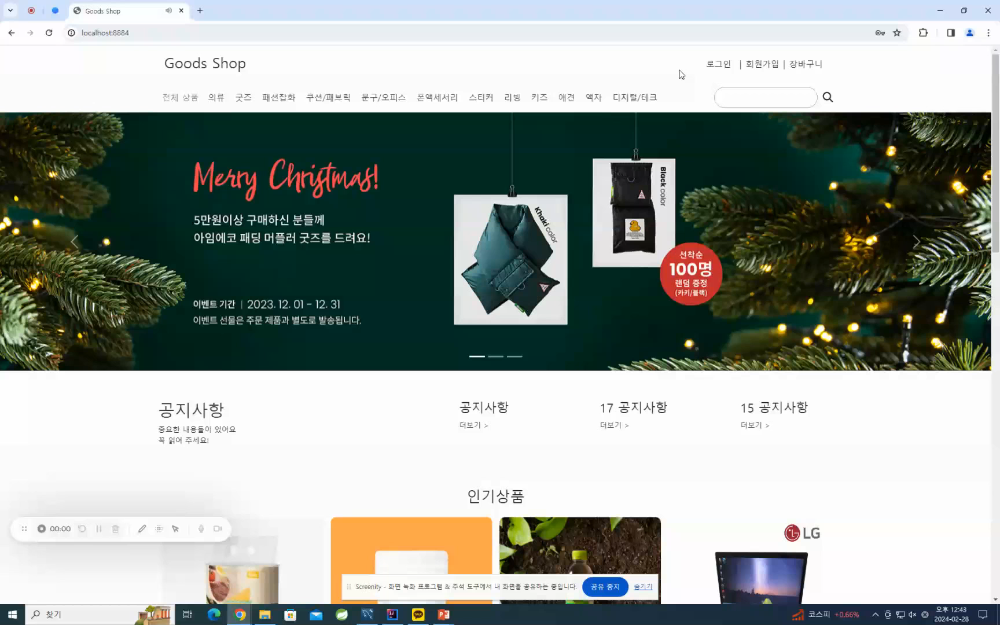 Goods Shop
localhost:8884
Goods Shop
로그인 | 회원가입 | 장바구니
전체 상품 의류 굿즈 패션잡화 쿠션/패브릭 문구/오피스 폰액세서리 스티커 리빙 키즈 애견 액자 디지털/테크
Merry Christmas!
5만원이상 구매하신 분들께
아임에코 패딩 머플러 굿즈를 드려요!
이벤트 기간 | 2023. 12. 01 - 12. 31
이벤트 선물은 주문 제품과 별도로 발송됩니다.
Khaki color
Black color
선착순
100명
랜덤 증정
(카키/블랙)
공지사항
중요한 내용들이 있어요
꼭 읽어 주세요!
공지사항
더보기 >
17 공지사항
더보기 >
15 공지사항
더보기 >
인기상품
00:00
LG
Screenity - 화면 녹화 프로그램 & 주석 도구에서 내 화면을 공유하는 중입니다.
공유 중지
숨기기
찾기
TALK
코스피 +0.66%
오후 12:43
2024-02-28